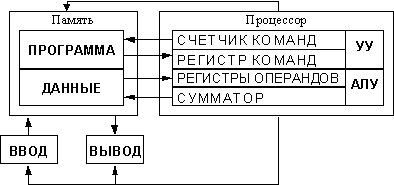 Память
Процессор
ПРОГРАММА
ДАННЫЕ
СЧЕТЧИК КОМАНД
РЕГИСТР КОМАНД
УУ
РЕГИСТРЫ ОПЕРАНДОВ
СУММАТОР
АЛУ
ВВОД
ВЫВОД